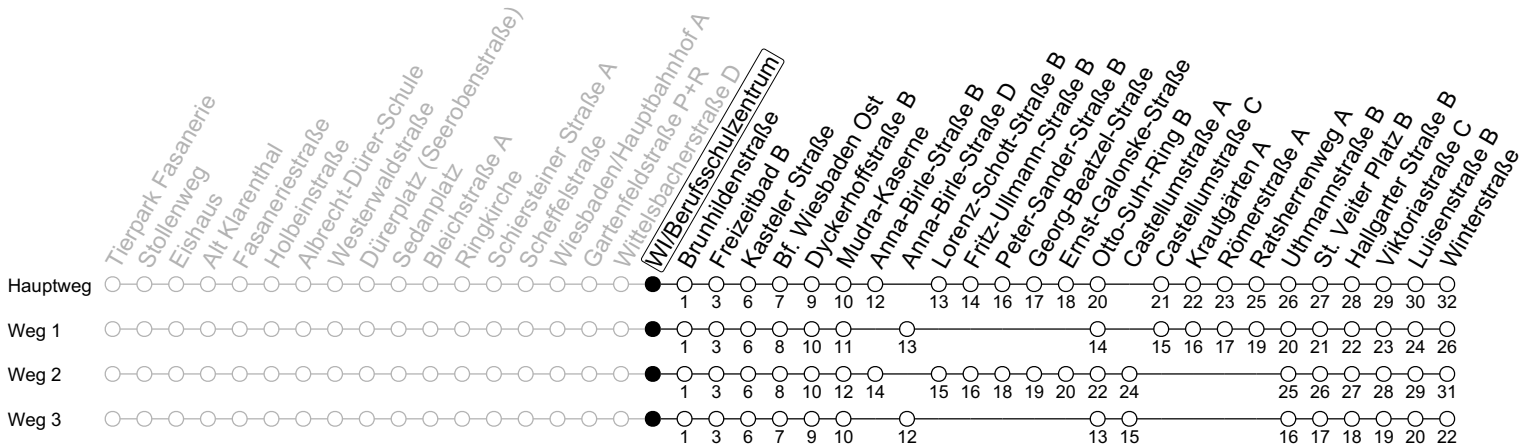 Tierpark Fasanerie
Stollenweg
Eishaus
Alt Klarenthal
Fasaneriestraße
Holbeinstraße
Albrecht-Dürer-Schule
Westerwaldstraße
Dürerplatz (Seerobenstraße)
Sedanplatz
Bleichstraße A
Ringkirche
Schiersteiner Straße A
Scheffelstraße
Wiesbaden/Hauptbahnhof A
Gartenfeldstraße P+R
Wittelsbacherstraße D
WI/Berufsschulzentrum
Brunhildenstraße
Freizeitbad B
Kasteler Straße
Bf. Wiesbaden Ost
Dyckerhoffstraße B
Mudra-Kaserne
Anna-Birle-Straße B
Anna-Birle-Straße D
Lorenz-Schott-Straße B
Fritz-Ullmann-Straße B
Peter-Sander-Straße B
Georg-Beatzel-Straße
Ernst-Galonske-Straße
Otto-Suhr-Ring B
Castellumstraße A
Castellumstraße C
Krautgärten A
Römerstraße A
Ratsherrenweg A
Uthmannstraße B
St. Veiter Platz B
Hallgarter Straße B
Viktoriastraße C
Luisenstraße B
Winterstraße
Hauptweg
1 3 6 7 9 10 12 13 14 16 17 18 20 21 22 23 25 26 27 28 29 30 32
Weg 1
1 3 6 8 10 11 13 14 15 16 17 19 20 21 22 23 24 26
Weg 2
1 3 6 8 10 12 14 15 16 18 19 20 22 24 25 26 27 28 29 31
Weg 3
1 3 6 7 9 10 12 13 15 16 17 18 19 20 22